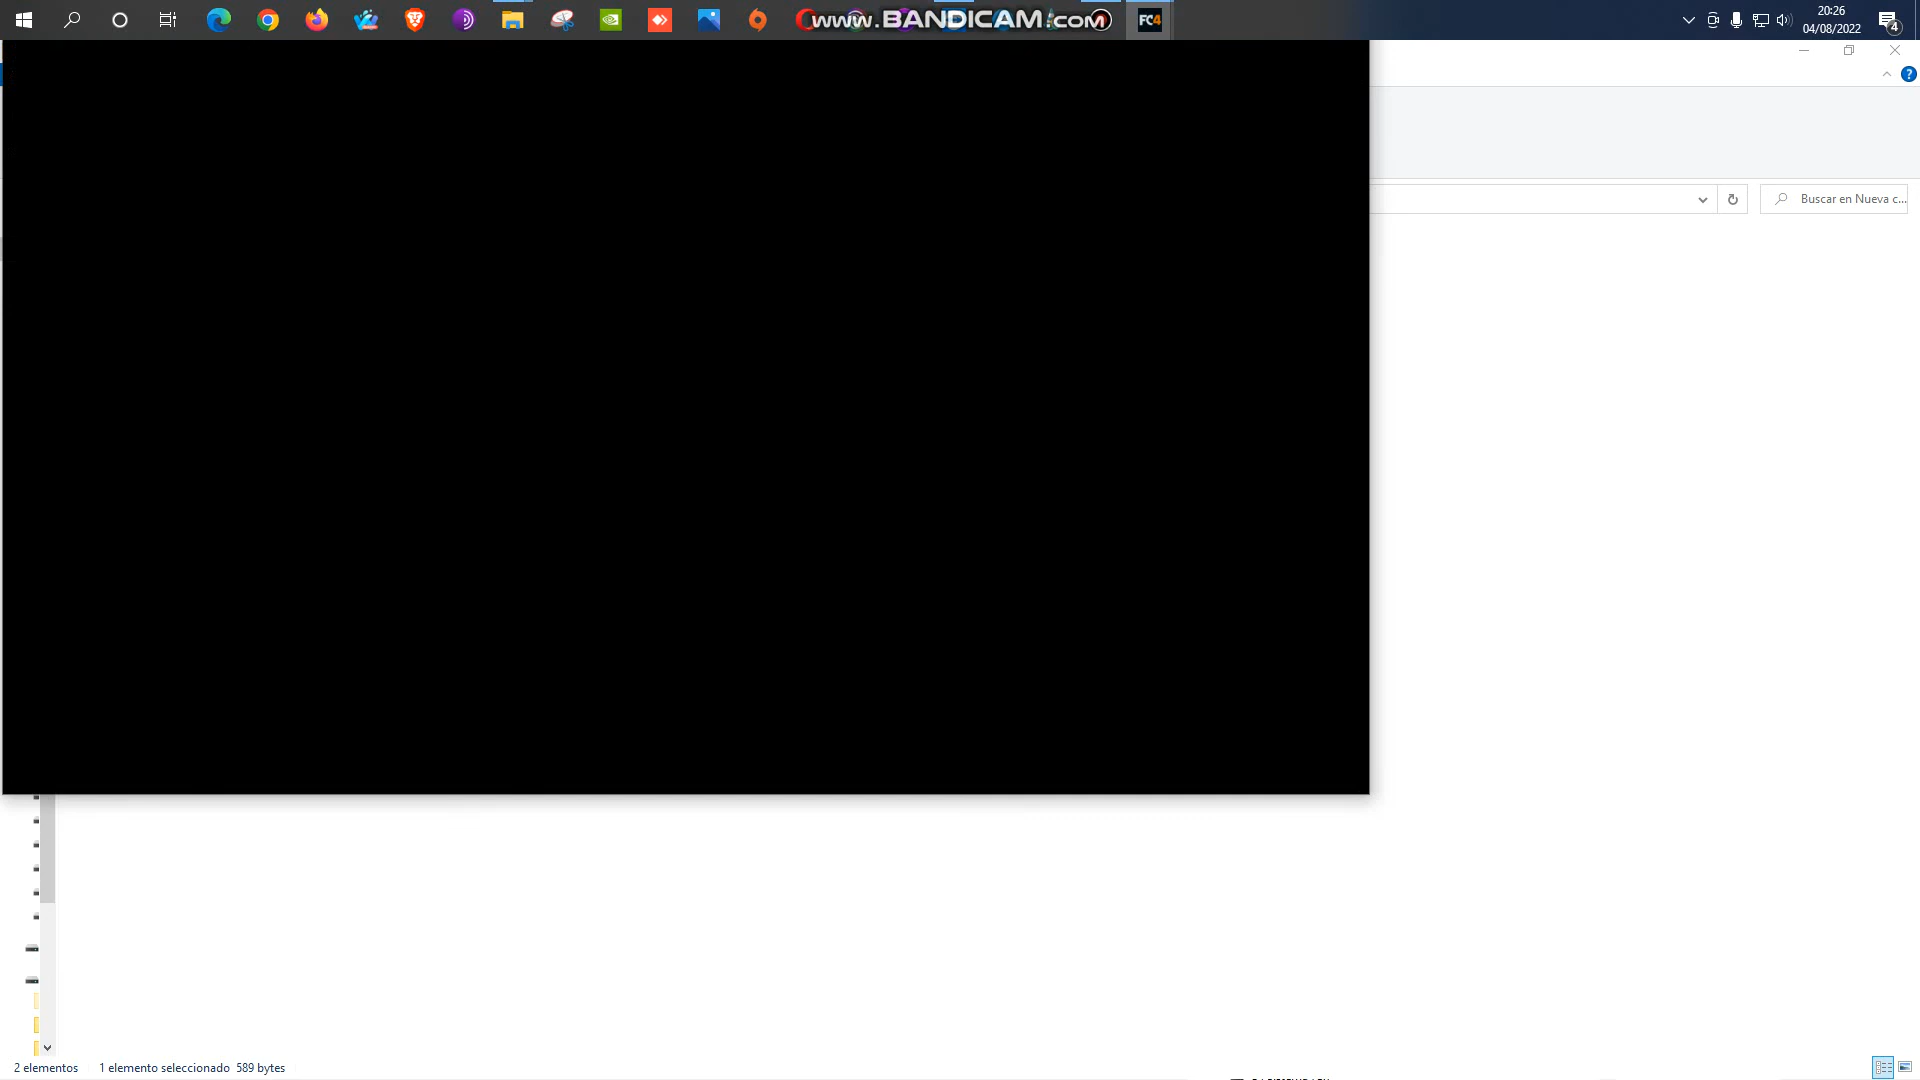 www.BANDICAM.com
FC4
20:26
04/08/2022
4
?
Buscar en Nueva c...
2 elementos
1 elemento seleccionado 589 bytes